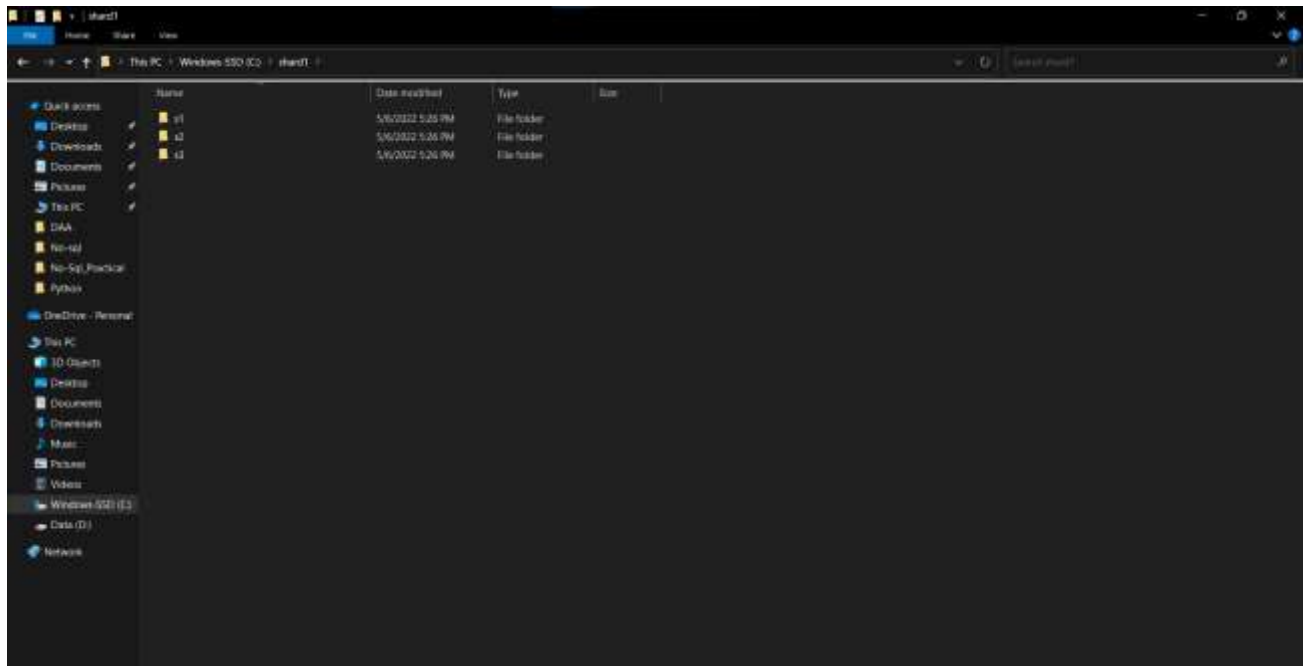 shard1
File Home Share View
This PC Windows-SSD (C:) shard1
Search shard1
Name Date modified Type Size
s1 5/6/2022 5:26 PM File folder
s2 5/6/2022 5:26 PM File folder
s3 5/6/2022 5:26 PM File folder
Quick access
Desktop
Downloads
Documents
Pictures
This PC
DAA
No-sql
No-Sql_Practical
Python
OneDrive - Personal
This PC
3D Objects
Desktop
Documents
Downloads
Music
Pictures
Videos
Windows-SSD (C:)
Data (D:)
Network